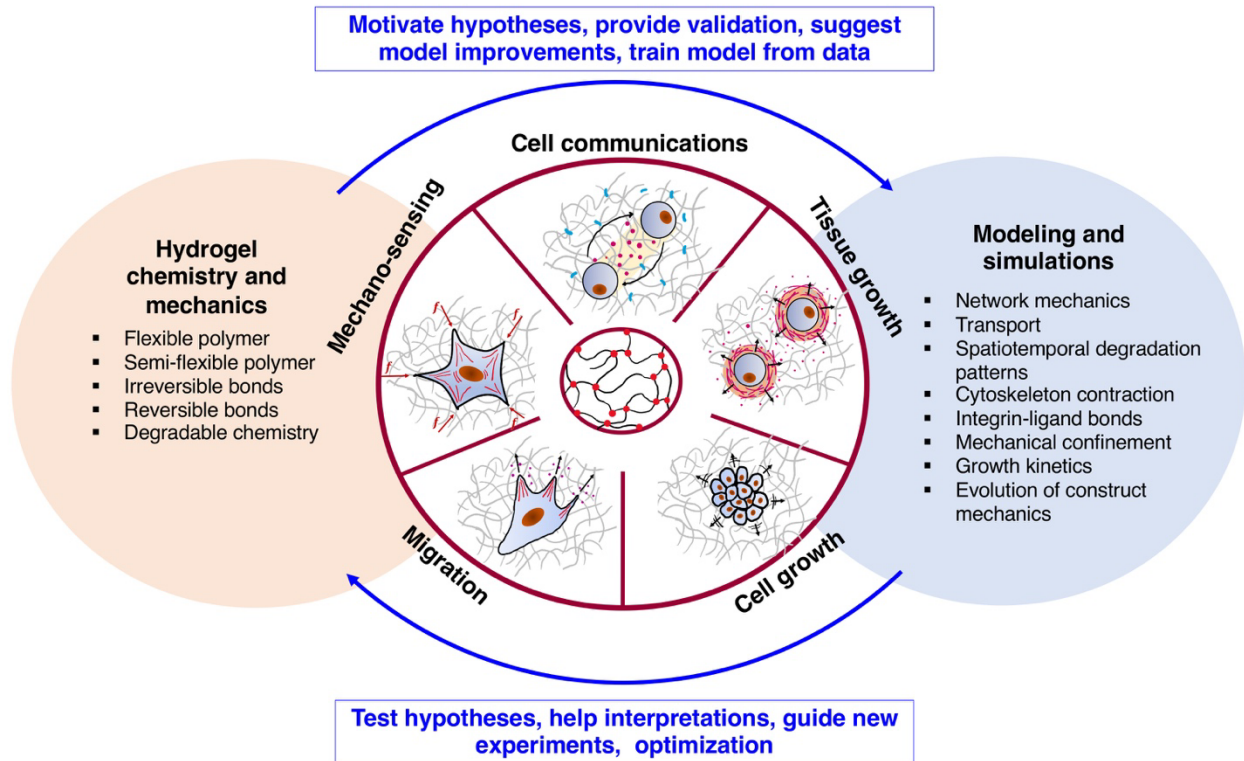 Motivate hypotheses, provide validation, suggest
model improvements, train model from data
Cell communications
Mechano-sensing
Tissue growth
Hydrogel
chemistry and
mechanics
▪ Flexible polymer
▪ Semi-flexible polymer
▪ Irreversible bonds
▪ Reversible bonds
▪ Degradable chemistry
f
f
f
f
f
Migration
Cell growth
Modeling and
simulations
▪ Network mechanics
▪ Transport
▪ Spatiotemporal degradation
patterns
▪ Cytoskeleton contraction
▪ Integrin-ligand bonds
▪ Mechanical confinement
▪ Growth kinetics
▪ Evolution of construct
mechanics
Test hypotheses, help interpretations, guide new
experiments,  optimization